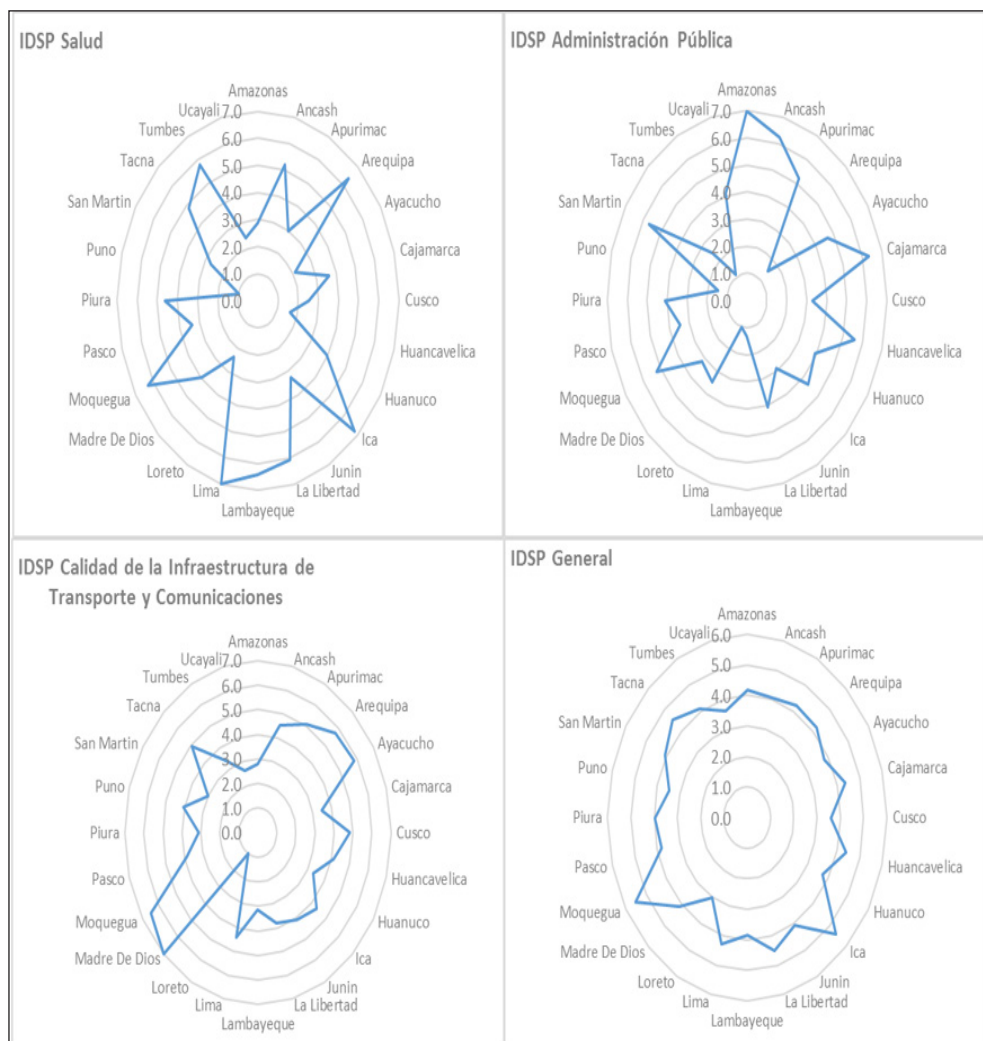 IDSP Salud
Amazonas
Ancash
Apurimac
Arequipa
Ayacucho
Cajamarca
Cusco
Huancavelica
Huanuco
Ica
Junin
La Libertad
Lambayeque
Lima
Loreto
Madre De Dios
Moquegua
Pasco
Piura
Puno
San Martin
Tacna
Tumbes
Ucayali
7.0
6.0
5.0
4.0
3.0
2.0
1.0
0.0
IDSP Administración Pública
Amazonas
Ancash
Apurimac
Arequipa
Ayacucho
Cajamarca
Cusco
Huancavelica
Huanuco
Ica
Junin
La Libertad
Lambayeque
Lima
Loreto
Madre De Dios
Moquegua
Pasco
Piura
Puno
San Martin
Tacna
Tumbes
Ucayali
7.0
6.0
5.0
4.0
3.0
2.0
1.0
0.0
IDSP Calidad de la Infraestructura de
Transporte y Comunicaciones
Amazonas
Ancash
Apurimac
Arequipa
Ayacucho
Cajamarca
Cusco
Huancavelica
Huanuco
Ica
Junin
La Libertad
Lambayeque
Lima
Loreto
Madre De Dios
Moquegua
Pasco
Piura
Puno
San Martin
Tacna
Tumbes
Ucayali
7.0
6.0
5.0
4.0
3.0
2.0
1.0
0.0
IDSP General
Amazonas
Ancash
Apurimac
Arequipa
Ayacucho
Cajamarca
Cusco
Huancavelica
Huanuco
Ica
Junin
La Libertad
Lambayeque
Lima
Loreto
Madre De Dios
Moquegua
Pasco
Piura
Puno
San Martin
Tacna
Tumbes
Ucayali
6.0
5.0
4.0
3.0
2.0
1.0
0.0